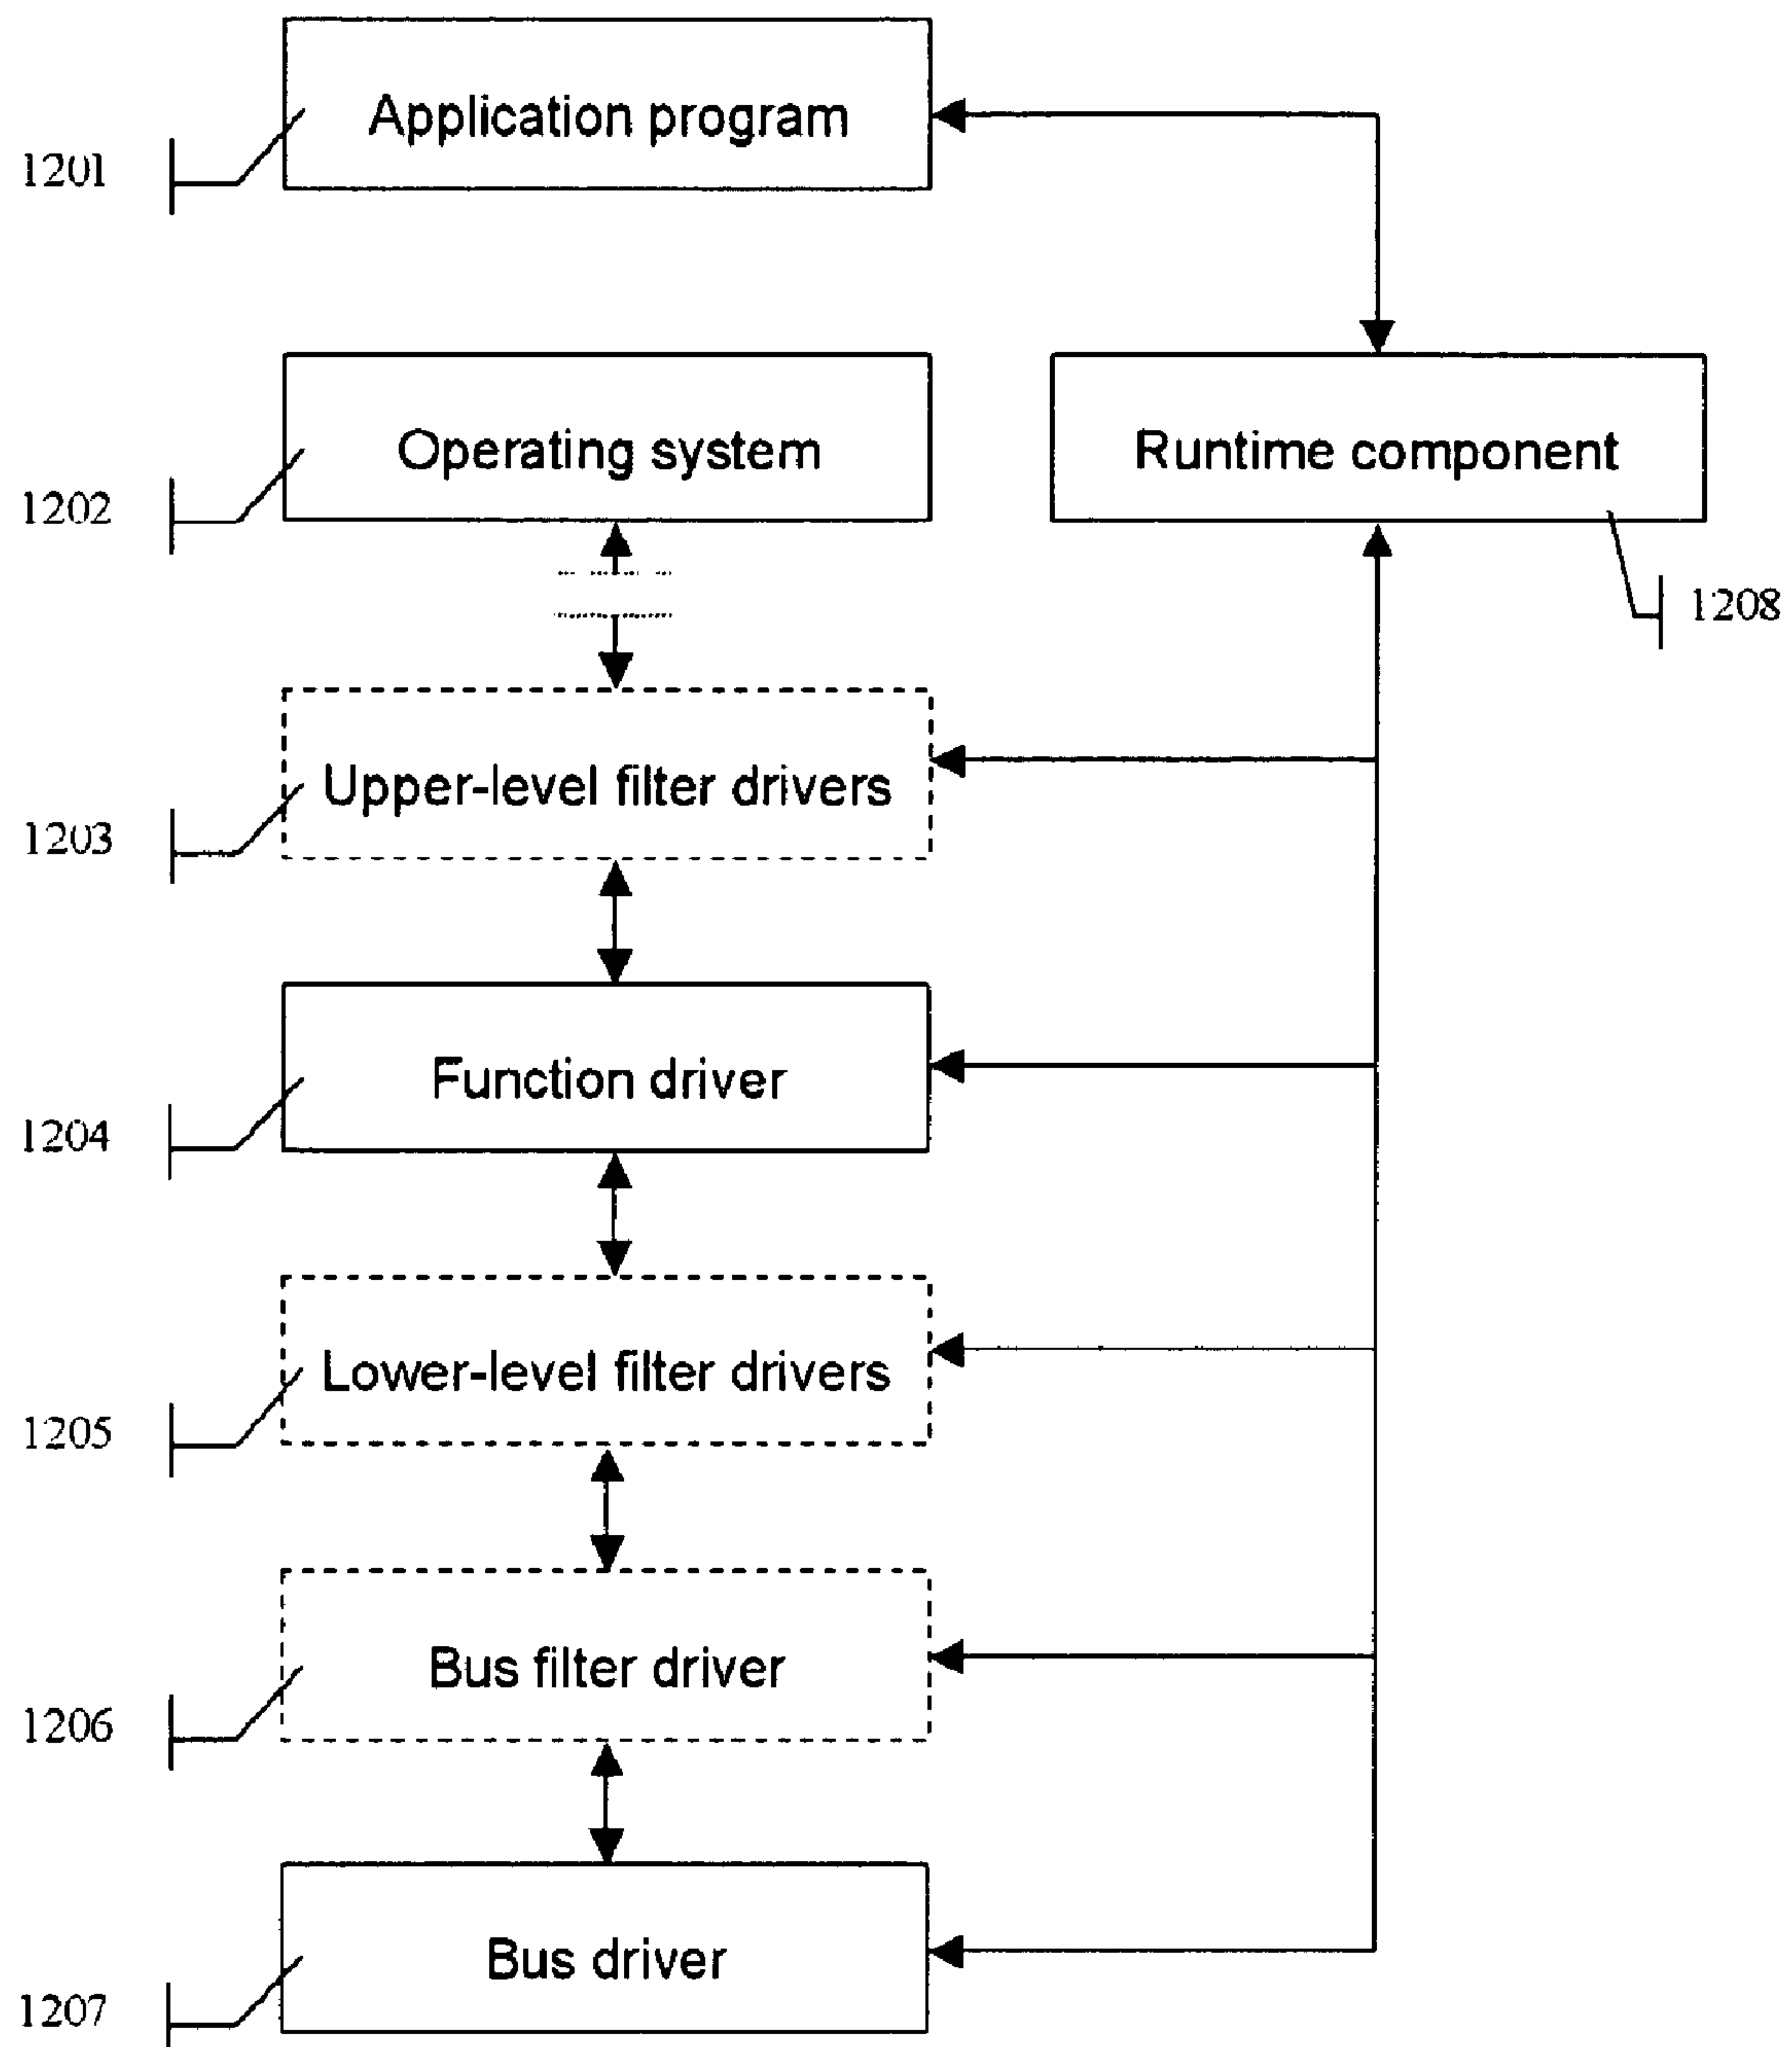 Application program
1201
Operating system
Runtime component
1202
1208
Upper-level filter drivers
1203
Function driver
1204
Lower-level filter drivers
1205
Bus filter driver
1206
Bus driver
1207